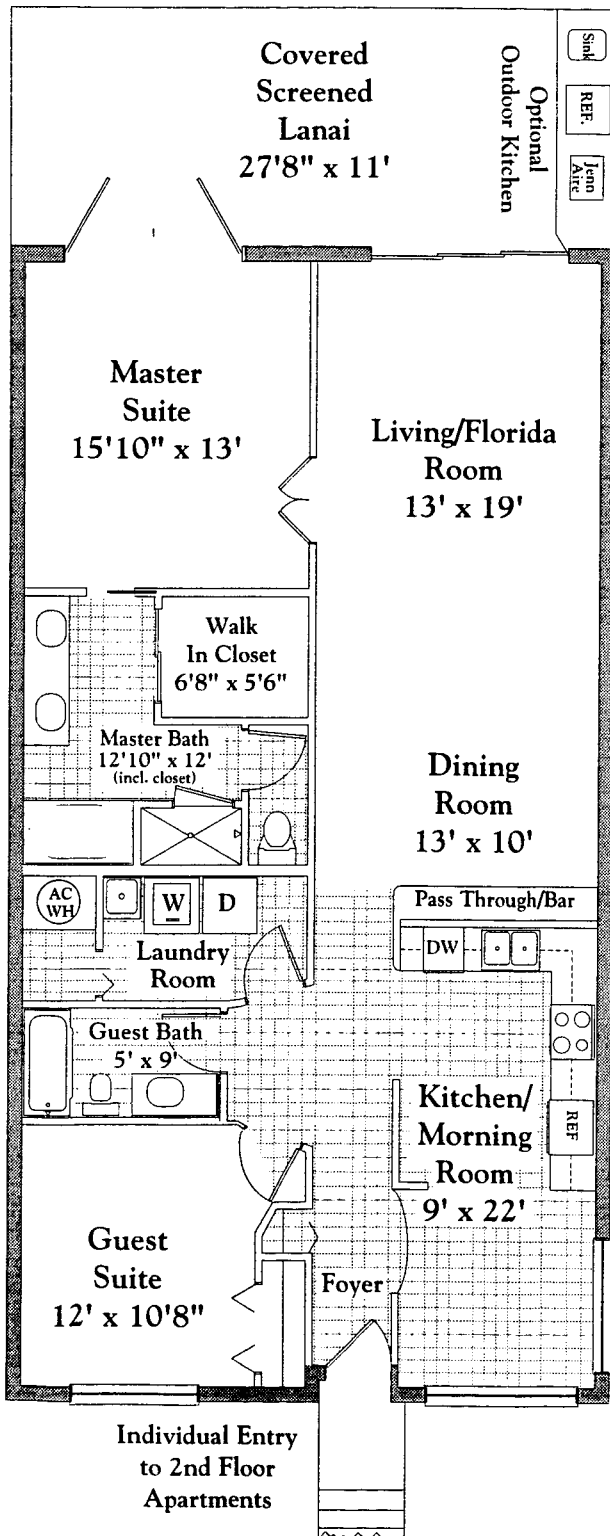 Covered
Screened
Lanai
27'8" x 11'
Optional
Outdoor Kitchen
Sink
REF.
Jenn
Aire
Master
Suite
15'10" x 13'
Living/Florida
Room
13' x 19'
Walk
In Closet
6'8" x 5'6"
Master Bath
12'10" x 12'
(incl. closet)
Dining
Room
13' x 10'
Pass Through/Bar
AC
WH
W
D
DW
Laundry
Room
Guest Bath
5' x 9'
Kitchen/
Morning
Room
9' x 22'
REF
Guest
Suite
12' x 10'8"
Foyer
Individual Entry
to 2nd Floor
Apartments